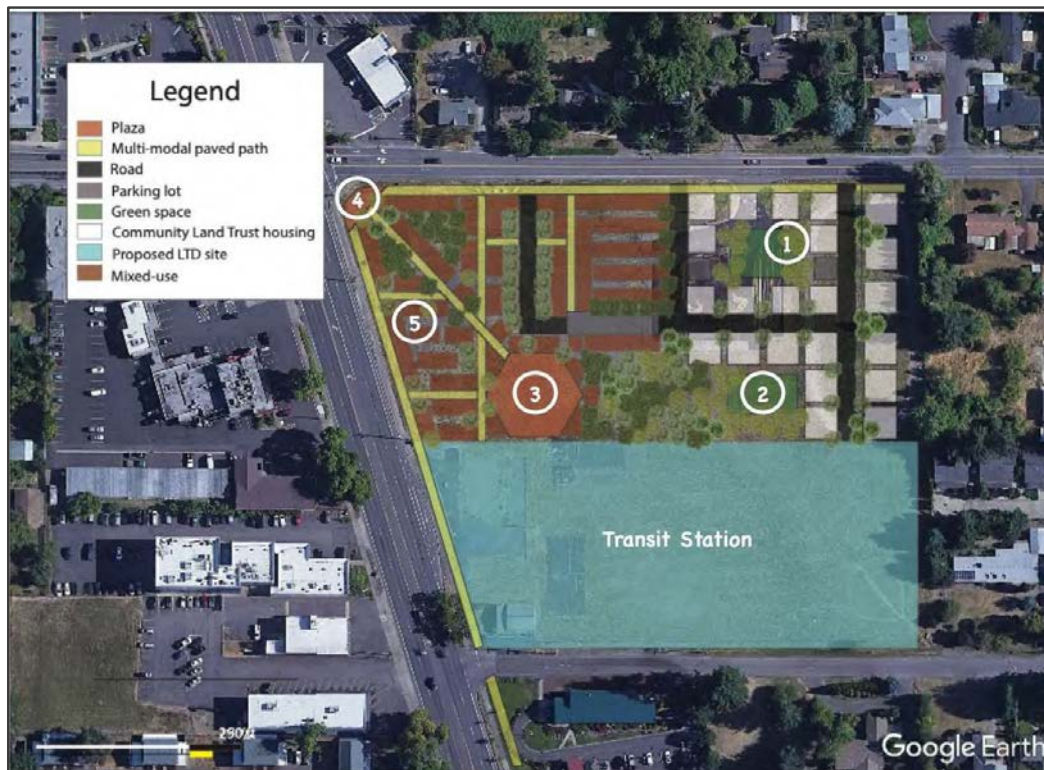 Legend
Plaza
Multi-modal paved path
Road
Parking lot
Green space
Community Land Trust housing
Proposed LTD site
Mixed-use
4
1
5
3
2
Transit Station
Google Earth